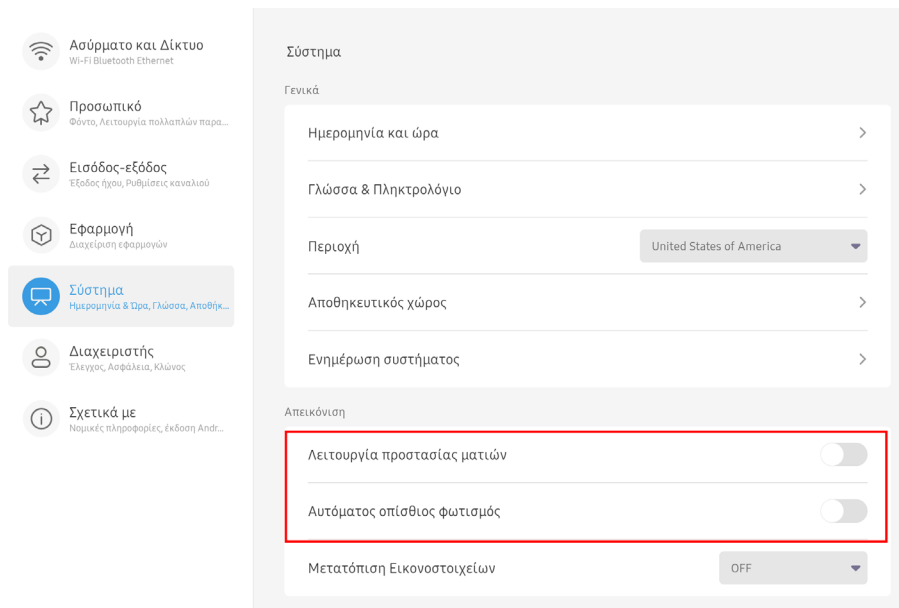 Ασύρματο και Δίκτυο
Wi-Fi Bluetooth Ethernet
Προσωπικό
Φόντο, Λειτουργία πολλαπλών παρα...
Εισόδος-εξόδος
Έξοδος ήχου, Ρυθμίσεις καναλιού
Εφαρμογή
Διαχείριση εφαρμογών
Σύστημα
Ημερομηνία & Ώρα, Γλώσσα, Αποθήκ...
Διαχειριστής
Έλεγχος, Ασφάλεια, Κλώνος
Σχετικά με
Νομικές πληροφορίες, έκδοση Andr...
Σύστημα
Γενικά
Ημερομηνία και ώρα
Γλώσσα & Πληκτρολόγιο
Περιοχή
United States of America
Αποθηκευτικός χώρος
Ενημέρωση συστήματος
Απεικόνιση
Λειτουργία προστασίας ματιών
Αυτόματος οπίσθιος φωτισμός
Μετατόπιση Εικονοστοιχείων
OFF